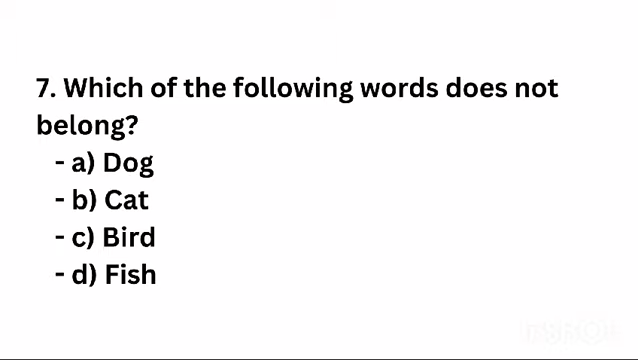 7. Which of the following words does not
belong?
- a) Dog
- b) Cat
- c) Bird
- d) Fish